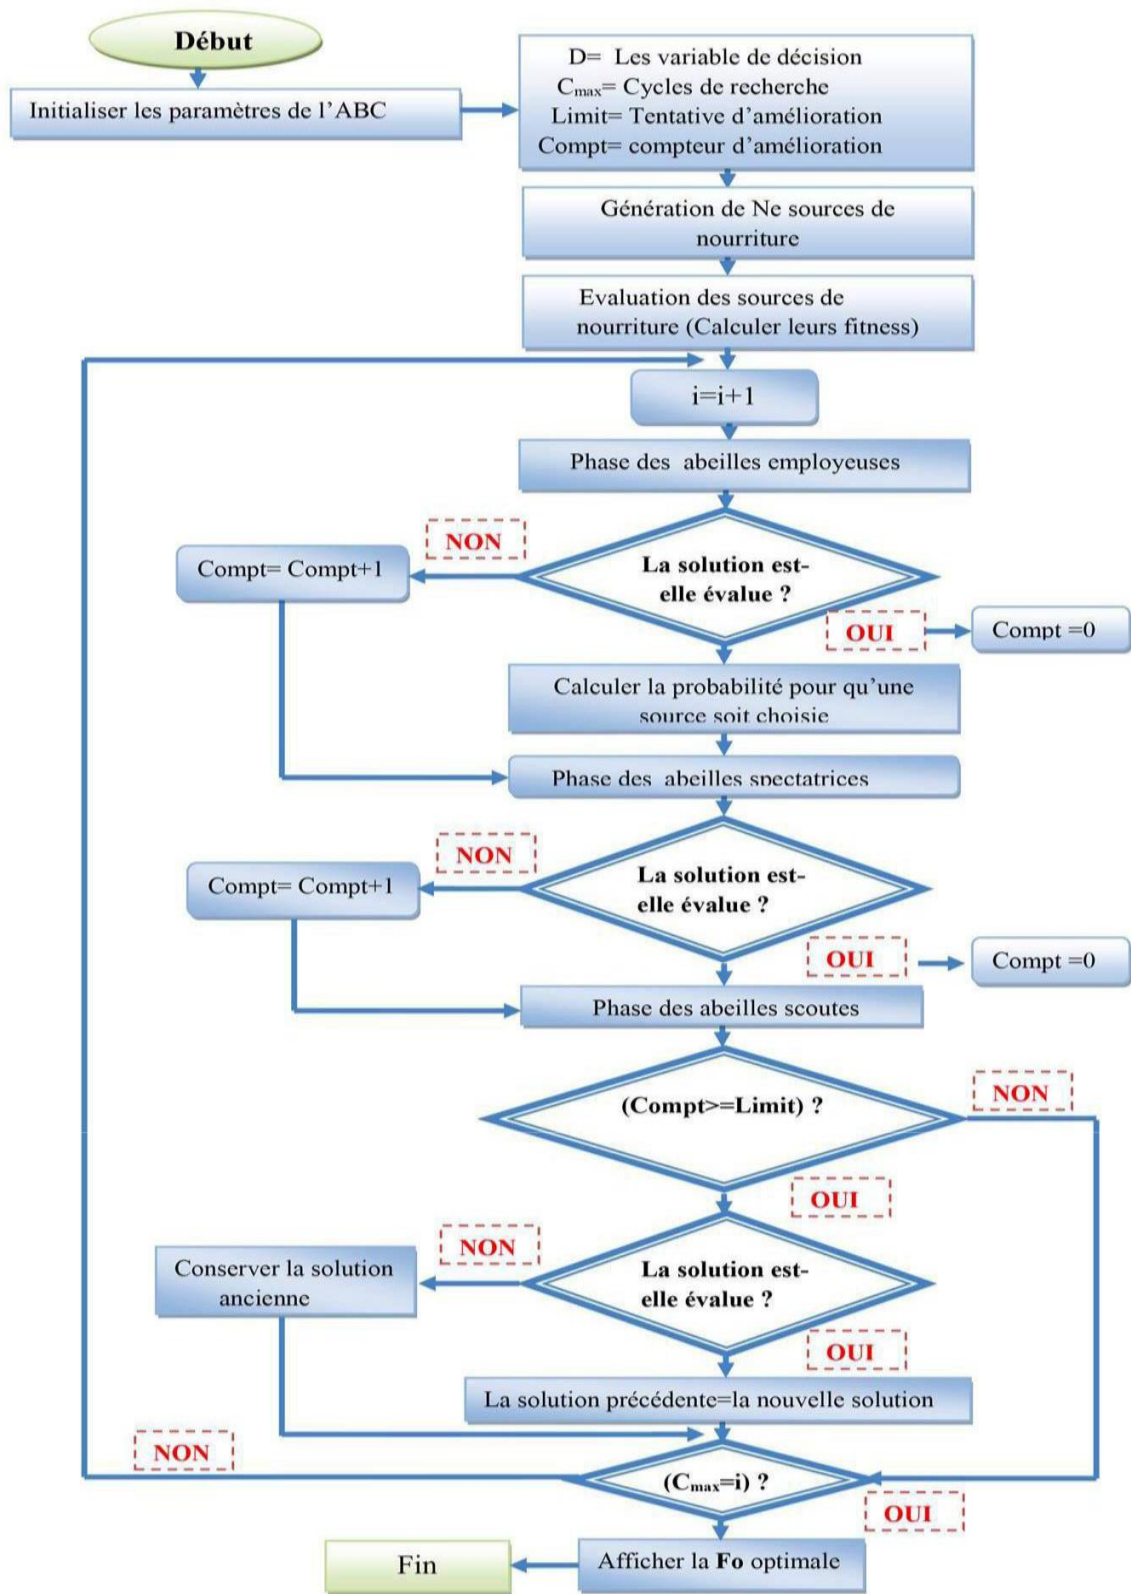 Début
Initialiser les paramètres de l'ABC
D= Les variable de décision
Cmax= Cycles de recherche
Limit= Tentative d'amélioration
Compt= compteur d'amélioration
Génération de Ne sources de
nourriture
Evaluation des sources de
nourriture (Calculer leurs fitness)
i=i+1
Phase des abeilles employeuses
NON
La solution est-
elle évalue ?
Compt= Compt+1
OUI
Compt =0
Calculer la probabilité pour qu'une
source soit choisie
Phase des abeilles spectatrices
NON
La solution est-
elle évalue ?
Compt= Compt+1
OUI
Compt =0
Phase des abeilles scoutes
(Compt>=Limit) ?
NON
OUI
NON
La solution est-
elle évalue ?
Conserver la solution
ancienne
OUI
La solution précédente=la nouvelle solution
NON
(Cmax=i) ?
OUI
Afficher la Fo optimale
Fin